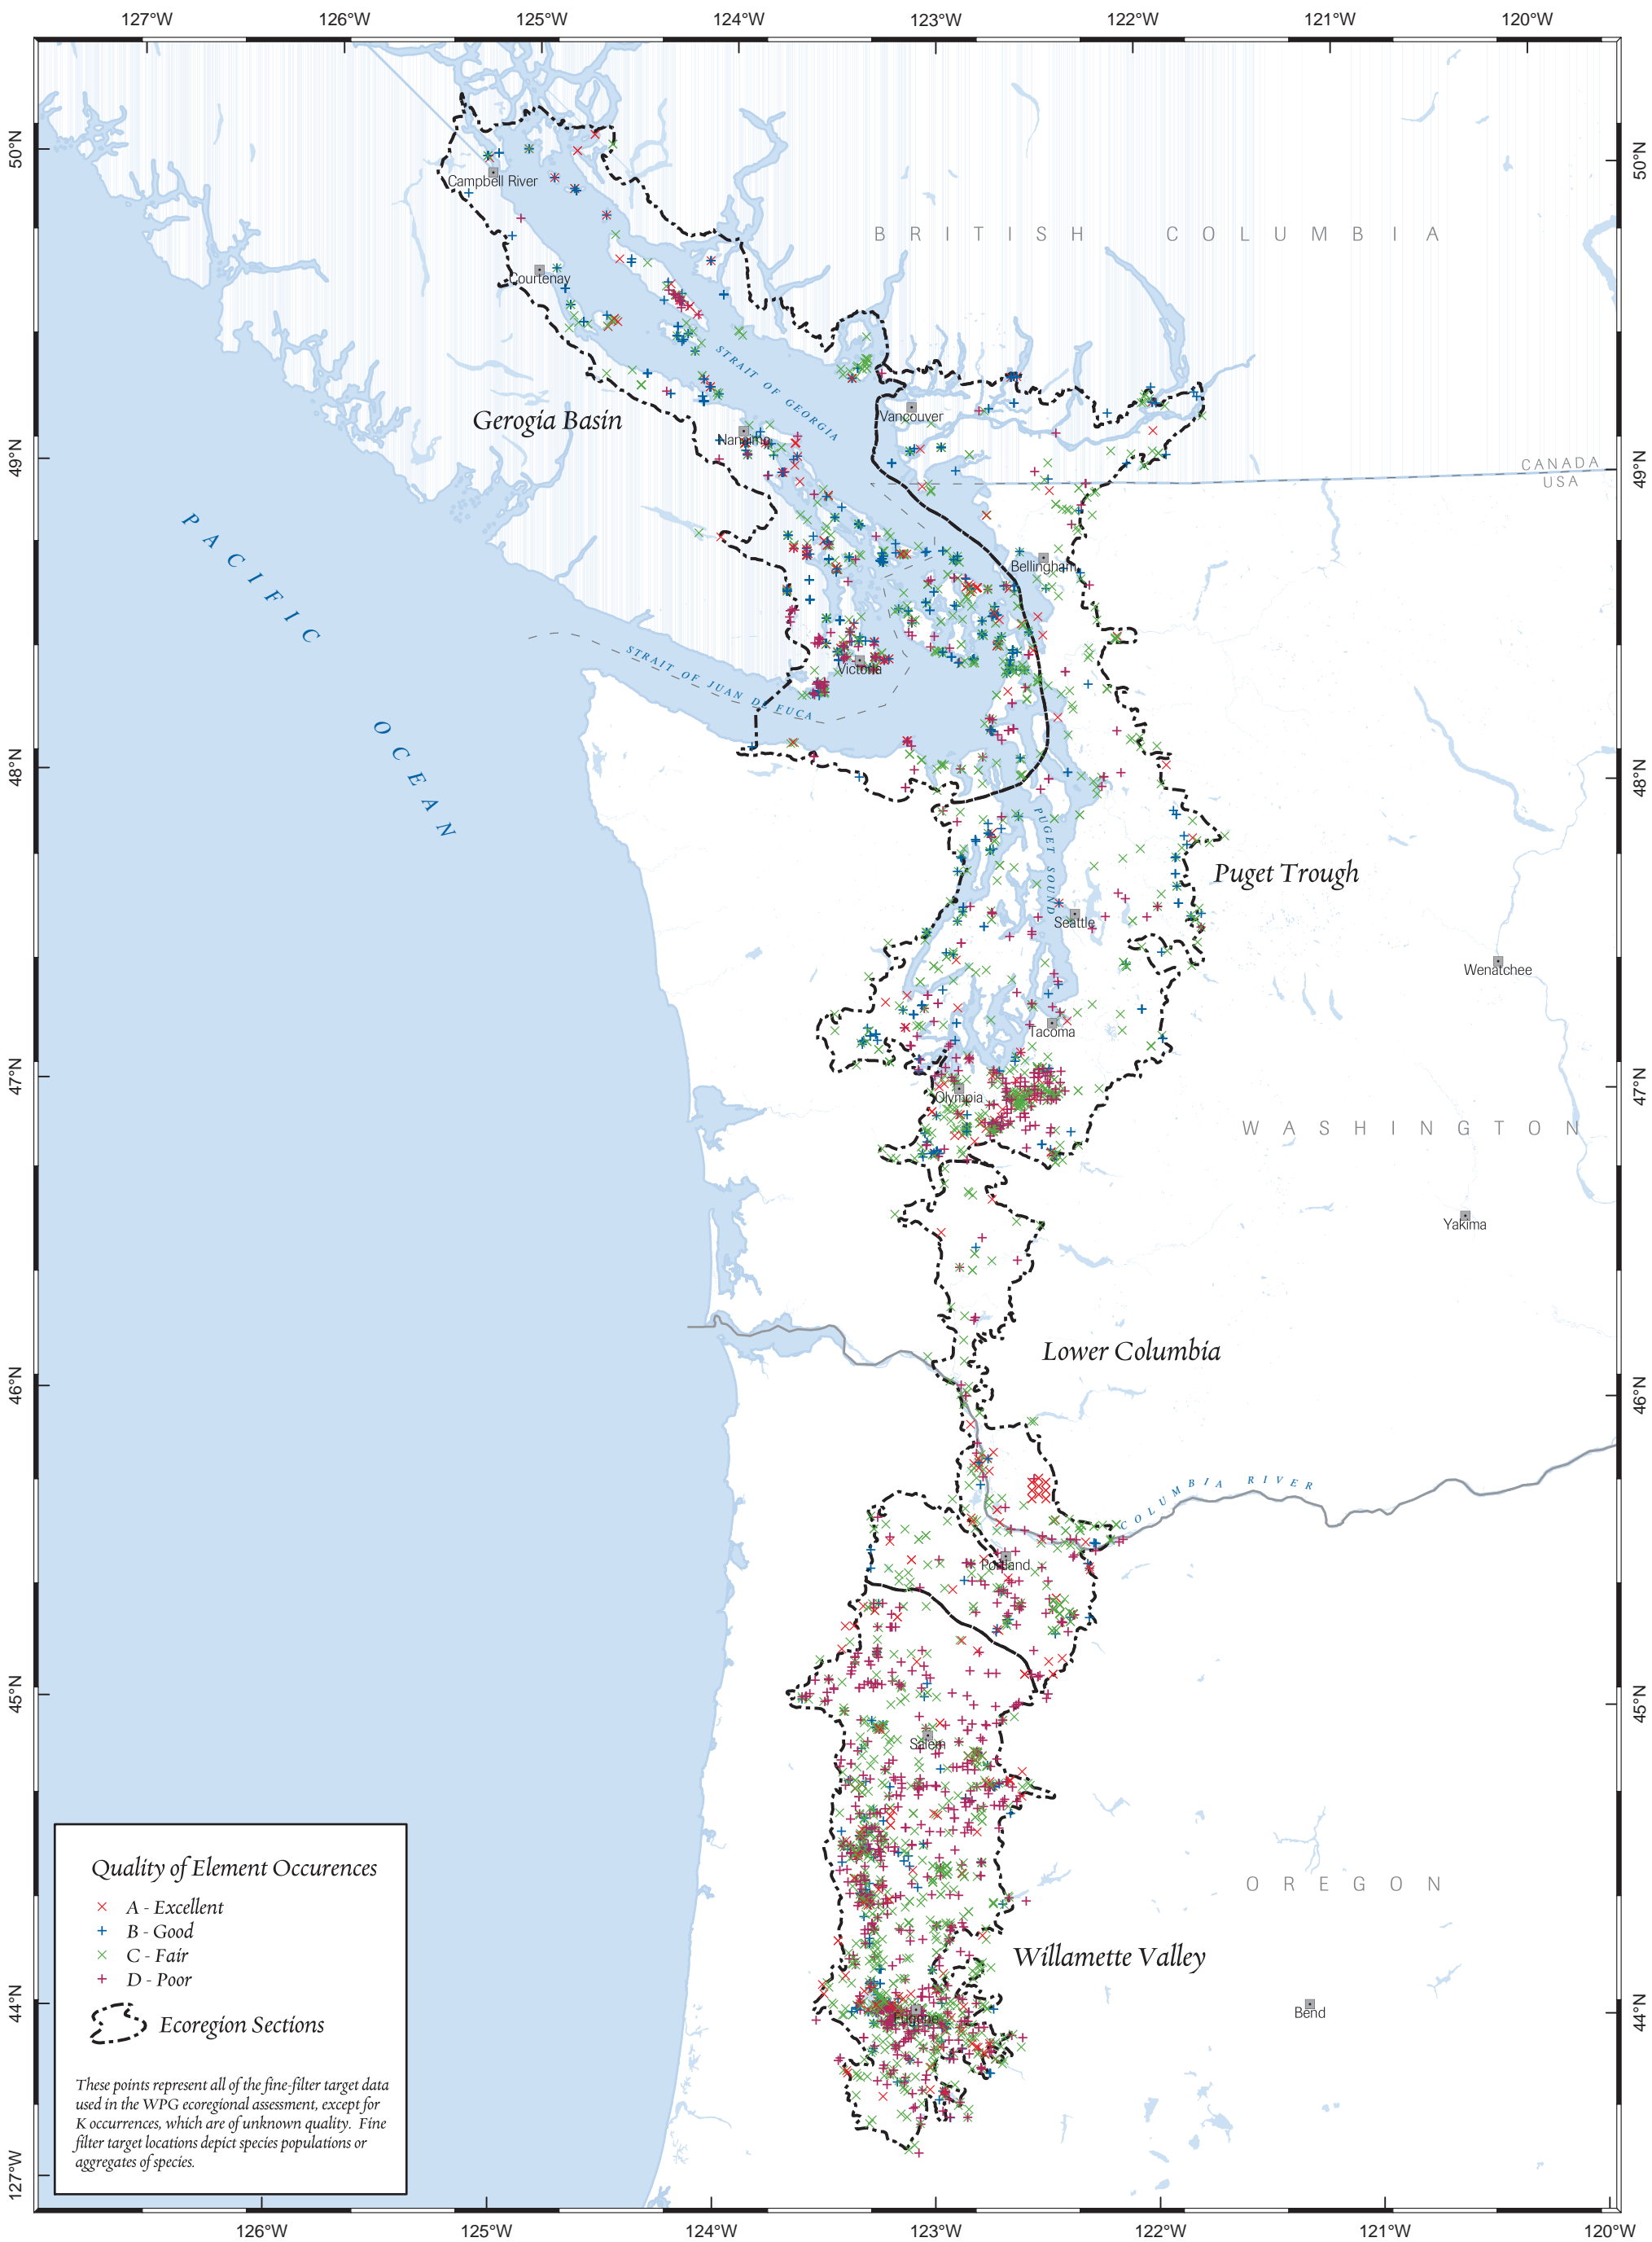 127°W 126°W 125°W 124°W 123°W 122°W 121°W 120°W
50°N
50°N
Campbell River
BRITISH COLUMBIA
Courtenay
STRAIT OF GEORGIA
Gerogia Basin
Vancouver
Nanaimo
49°N
CANADA
49°N
USA
PACIFIC
Bellingham
STRAIT OF JUAN DE FUCA
Victoria
OCEAN
48°N
48°N
PUGET SOUND
Puget Trough
Seattle
Wenatchee
Tacoma
47°N
47°N
Olympia
WASHINGTON
Yakima
Lower Columbia
46°N
46°N
COLUMBIA RIVER
Portland
45°N
45°N
Salem
Quality of Element Occurences
A - Excellent
B - Good
C - Fair
D - Poor
Ecoregion Sections
These points represent all of the fine-filter target data
used in the WPG ecoregional assessment, except for
K occurrences, which are of unknown quality. Fine
filter target locations depict species populations or
aggregates of species.
OREGON
Willamette Valley
44°N
44°N
Eugene
Bend
127°W
126°W 125°W 124°W 123°W 122°W 121°W 120°W